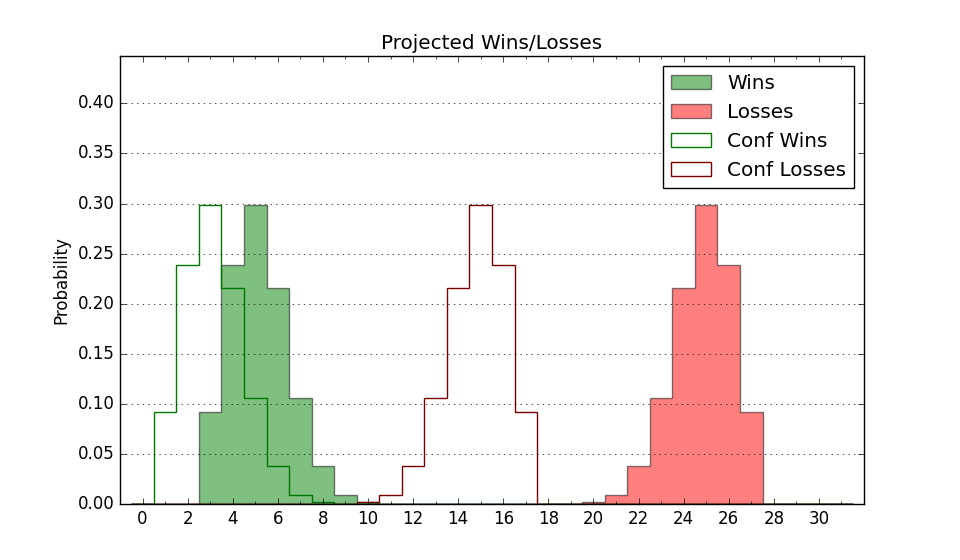 Projected Wins/Losses
Probability
0.40
0.35
0.30
0.25
0.20
0.15
0.10
0.05
0.00
0 2 4 6 8 10 12 14 16 18 20 22 24 26 28 30
Wins
Losses
Conf Wins
Conf Losses